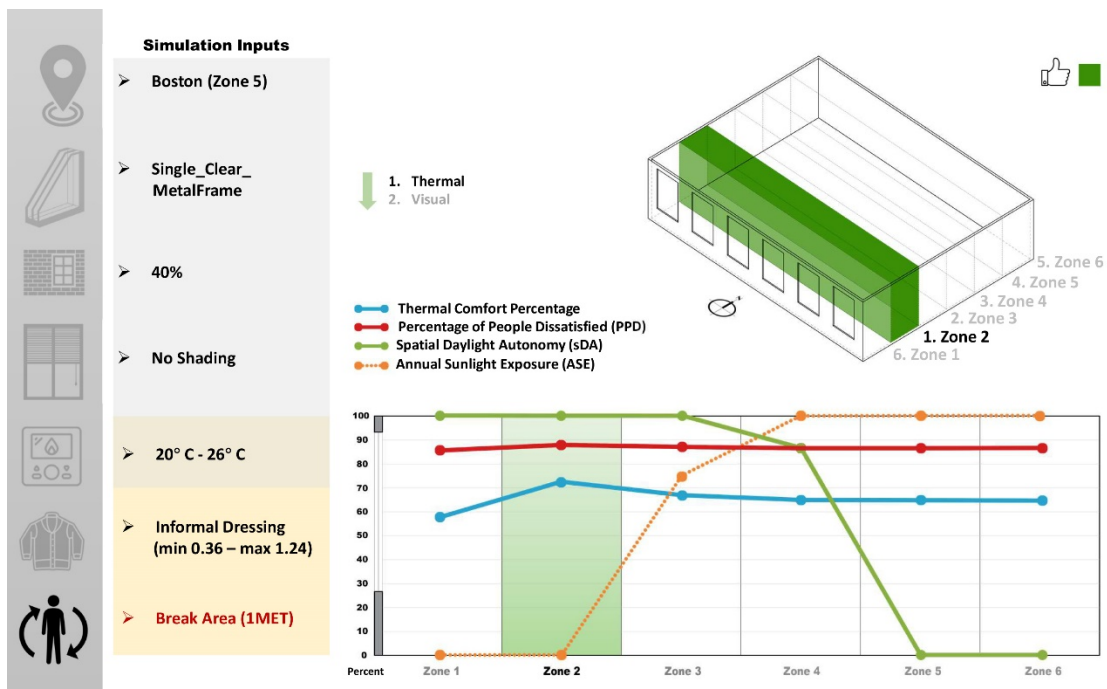 Simulation Inputs
➢ Boston (Zone 5)
➢ Single_Clear_
MetalFrame
➢ 40%
➢ No Shading
➢ 20° C - 26° C
➢ Informal Dressing
(min 0.36 – max 1.24)
➢ Break Area (1MET)
1. Thermal
2. Visual
5. Zone 6
4. Zone 5
3. Zone 4
2. Zone 3
1. Zone 2
6. Zone 1
Thermal Comfort Percentage
Percentage of People Dissatisfied (PPD)
Spatial Daylight Autonomy (sDA)
Annual Sunlight Exposure (ASE)
100
90
80
70
60
50
40
30
20
10
0
Percent Zone 1 Zone 2 Zone 3 Zone 4 Zone 5 Zone 6